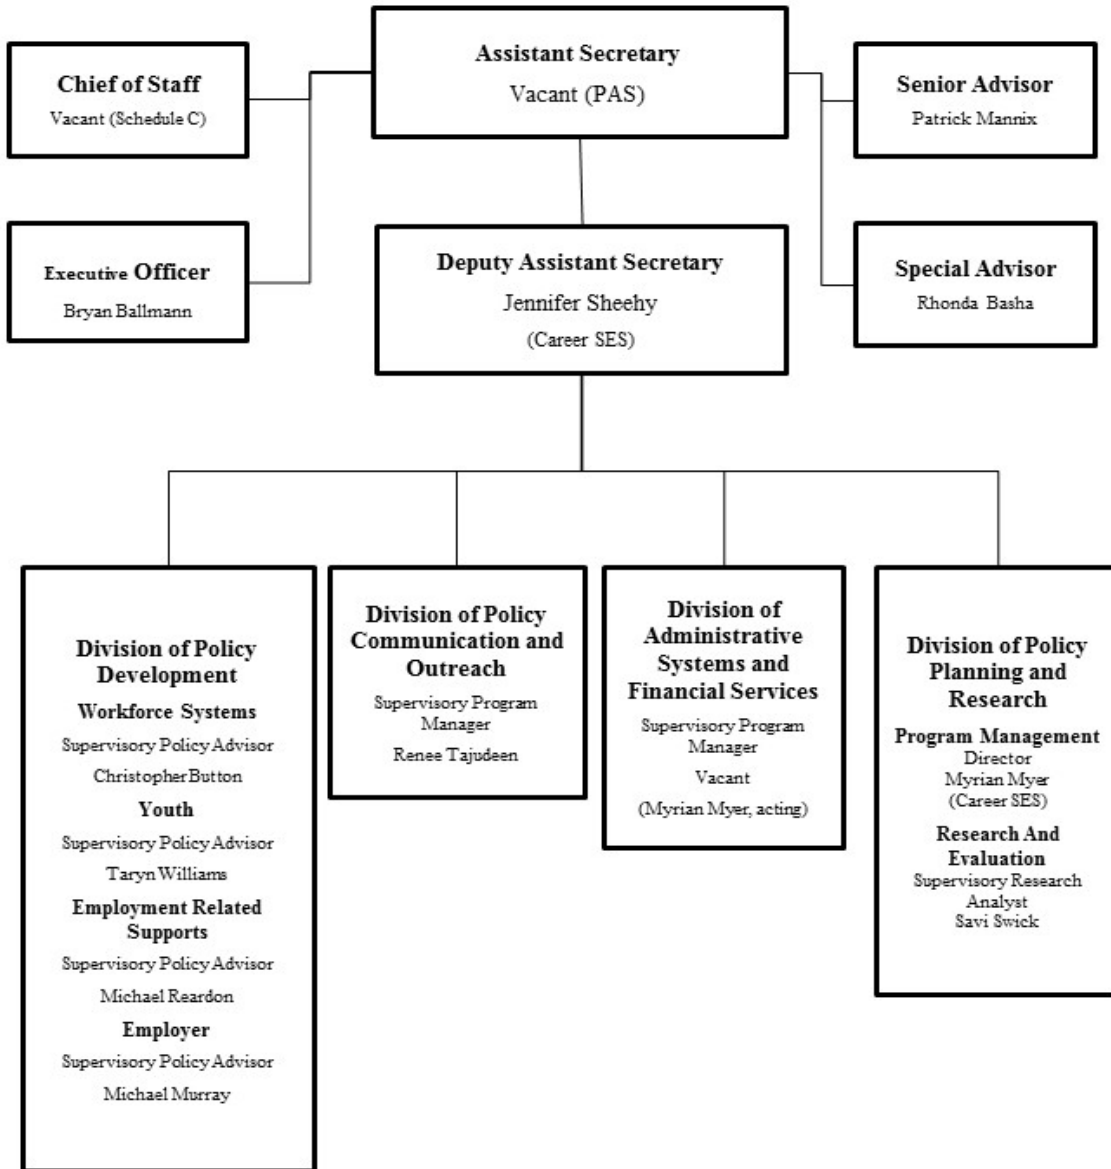 Assistant Secretary
Vacant (PAS)
Chief of Staff
Vacant (Schedule C)
Senior Advisor
Patrick Mannix
Executive Officer
Bryan Ballmann
Deputy Assistant Secretary
Jennifer Sheehy
(Career SES)
Special Advisor
Rhonda Basha
Division of Policy
Development
Workforce Systems
Supervisory Policy Advisor
Christopher Button
Youth
Supervisory Policy Advisor
Taryn Williams
Employment Related
Supports
Supervisory Policy Advisor
Michael Reardon
Employer
Supervisory Policy Advisor
Michael Murray
Division of Policy
Communication and
Outreach
Supervisory Program
Manager
Renee Tajudeen
Division of
Administrative
Systems and
Financial Services
Supervisory Program
Manager
Vacant
(Myrian Myer, acting)
Division of Policy
Planning and
Research
Program Management
Director
Myrian Myer
(Career SES)
Research And
Evaluation
Supervisory Research
Analyst
Savi Swick